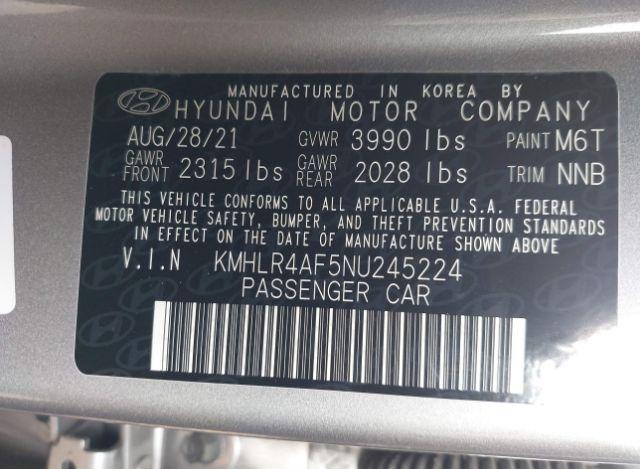 MANUFACTURED IN KOREA BY
HYUNDAI MOTOR COMPANY
AUG/28/21 GVWR 3990 lbs PAINT M6T
GAWR FRONT 2315 lbs GAWR REAR 2028 lbs TRIM NNB
THIS VEHICLE CONFORMS TO ALL APPLICABLE U.S.A. FEDERAL
MOTOR VEHICLE SAFETY, BUMPER, AND THEFT PREVENTION STANDARDS
IN EFFECT ON THE DATE OF MANUFACTURE SHOWN ABOVE
V.I.N KMHLR4AF5NU245224
PASSENGER CAR